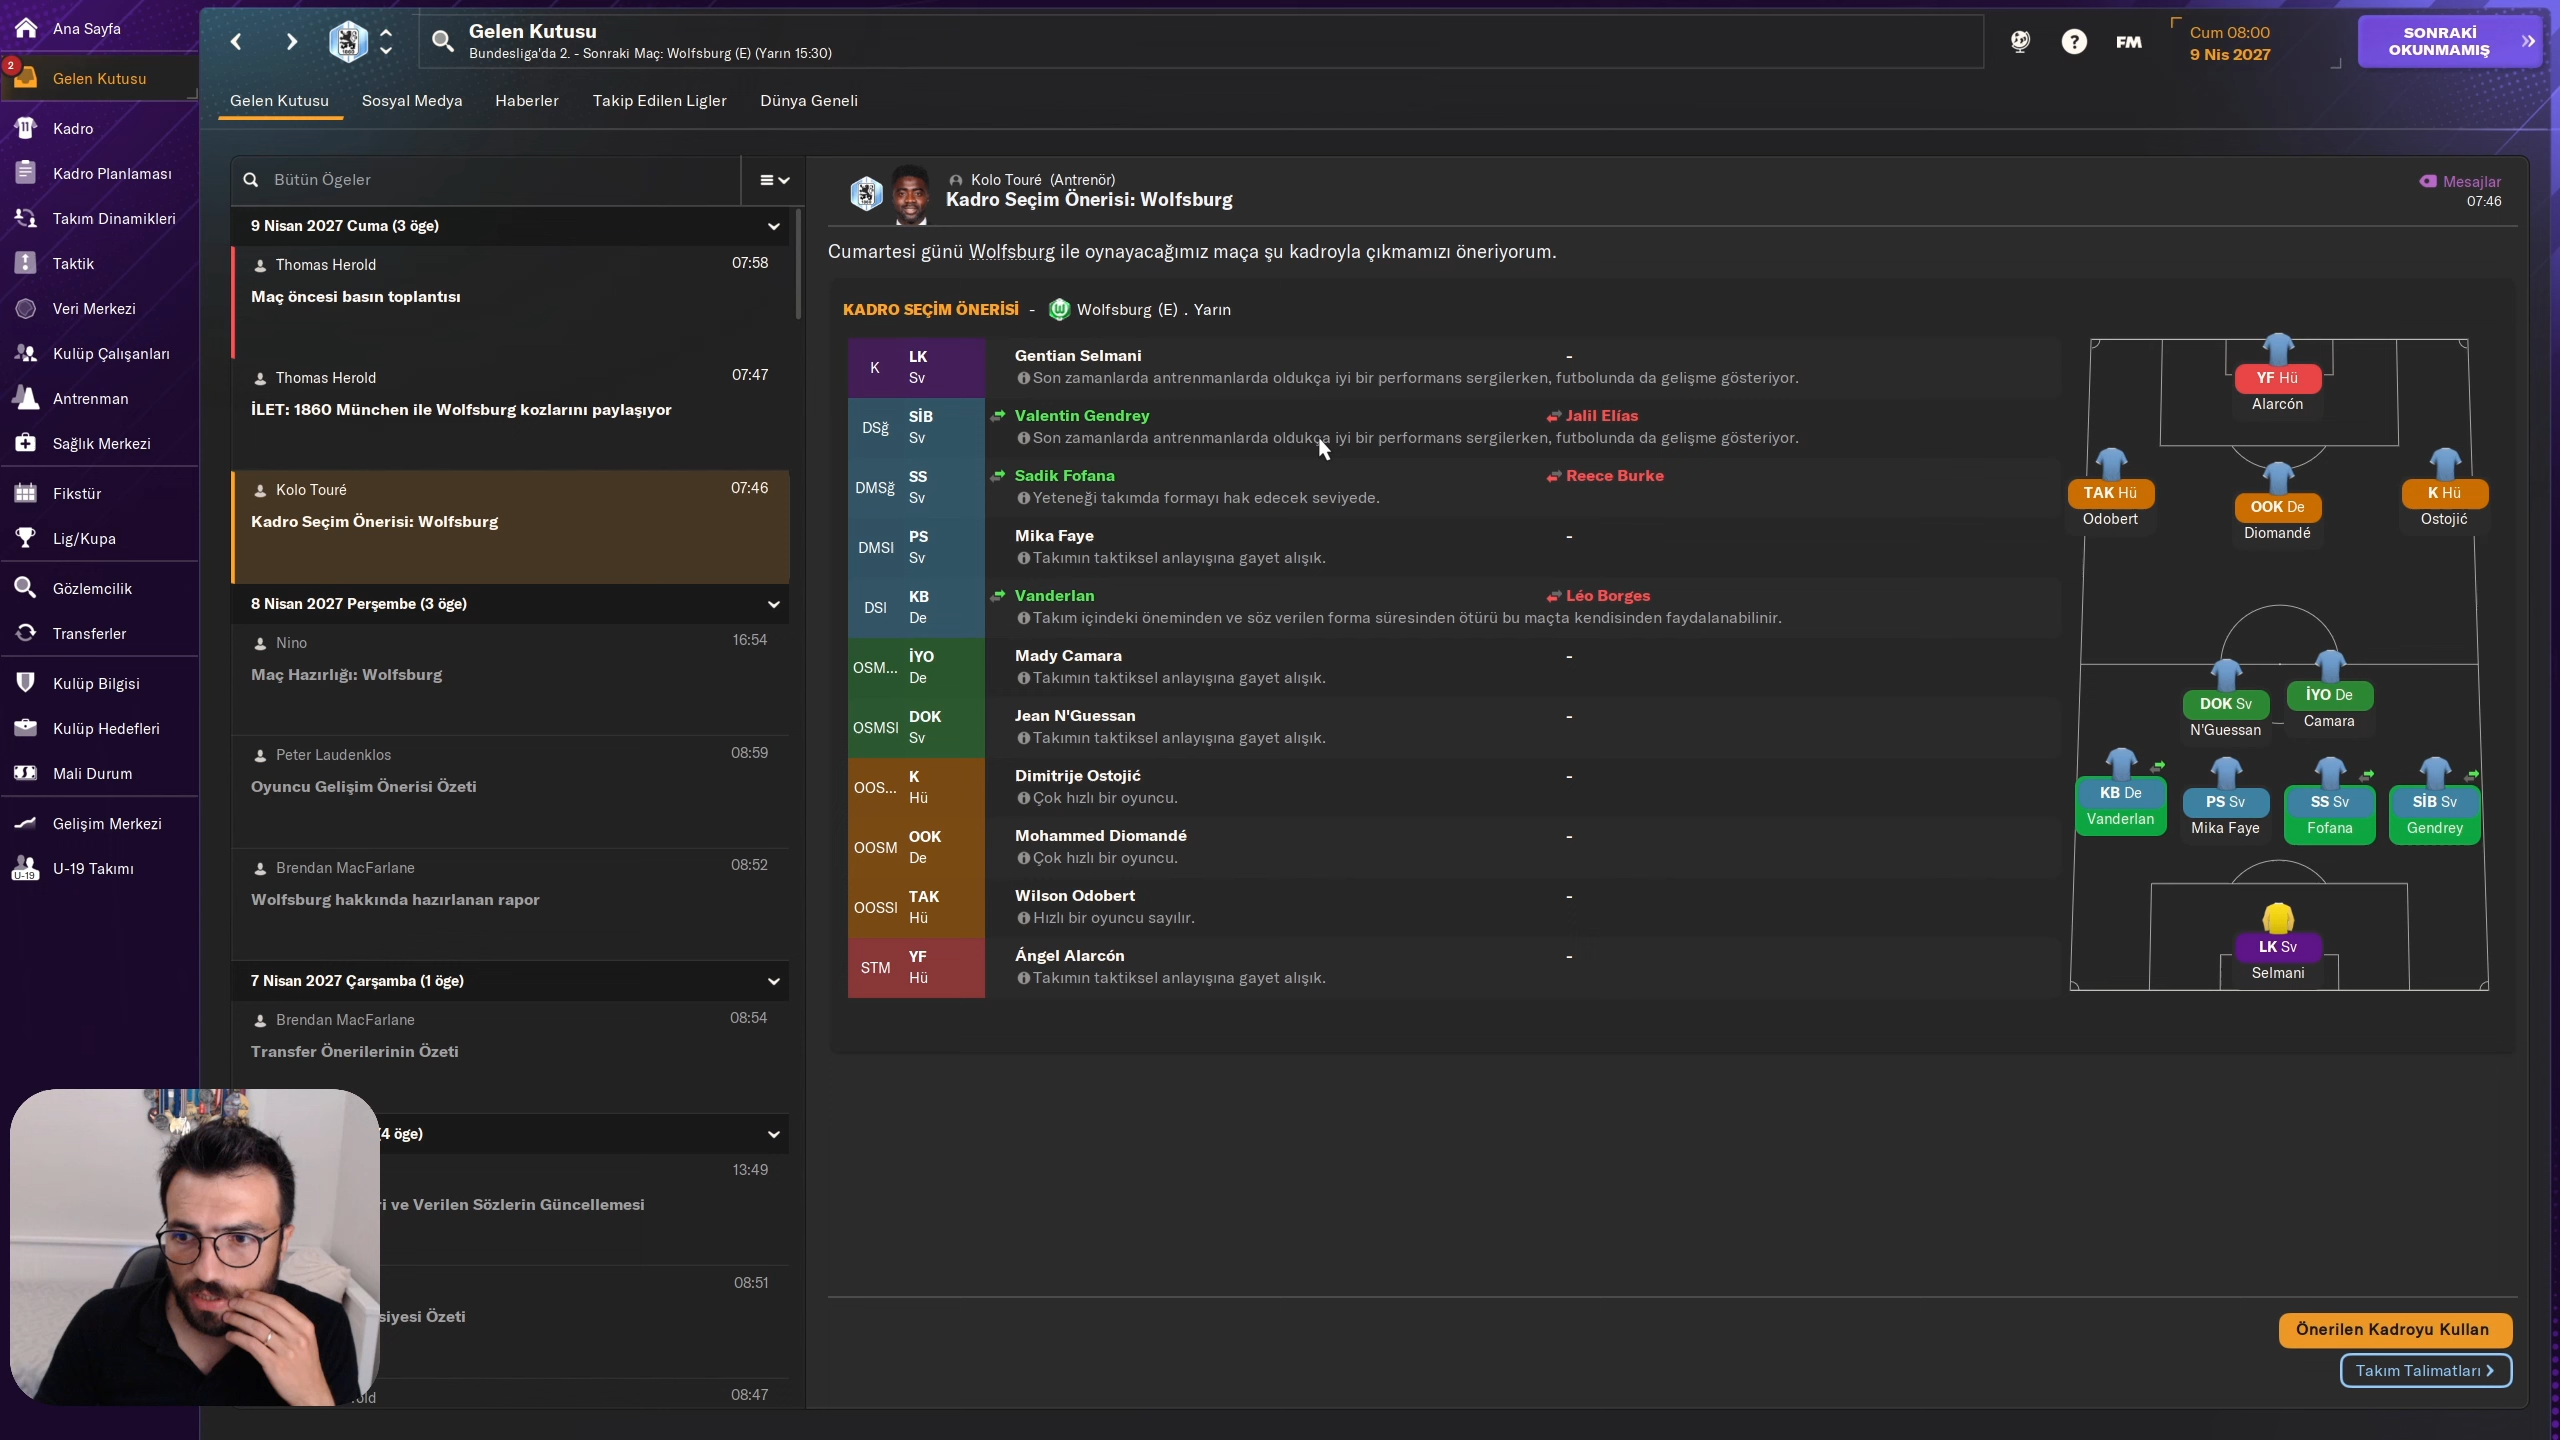 Ana Sayfa
2
Gelen Kutusu
Kadro
Kadro Planlaması
Takım Dinamikleri
Taktik
Veri Merkezi
Kulüp Çalışanları
Antrenman
Sağlık Merkezi
Fikstür
Lig/Kupa
Gözlemcilik
Transferler
Kulüp Bilgisi
Kulüp Hedefleri
Mali Durum
Gelişim Merkezi
U-19 Takımı
U-19
Gelen Kutusu
Bundesliga'da 2. - Sonraki Maç: Wolfsburg (E) (Yarın 15:30)
FM
Cum 08:00
9 Nis 2027
SONRAKİ
OKUNMAMIŞ
Gelen Kutusu Sosyal Medya Haberler Takip Edilen Ligler Dünya Geneli
Bütün Ögeler
9 Nisan 2027 Cuma (3 öge)
Thomas Herold 07:58
Maç öncesi basın toplantısı
Thomas Herold 07:47
İLET: 1860 München ile Wolfsburg kozlarını paylaşıyor
Kolo Touré 07:46
Kadro Seçim Önerisi: Wolfsburg
8 Nisan 2027 Perşembe (3 öge)
Nino 16:54
Maç Hazırlığı: Wolfsburg
Peter Laudenklos 08:59
Oyuncu Gelişim Önerisi Özeti
Brendan MacFarlane 08:52
Wolfsburg hakkında hazırlanan rapor
7 Nisan 2027 Çarşamba (1 öge)
Brendan MacFarlane 08:54
Transfer Önerilerinin Özeti
(4 öge)
13:49
ri ve Verilen Sözlerin Güncellemesi
08:51
siyesi Özeti
08:47
Kolo Touré (Antrenör)
Kadro Seçim Önerisi: Wolfsburg
Mesajlar
07:46
Cumartesi günü Wolfsburg ile oynayacağımız maça şu kadroyla çıkmamızı öneriyorum.
KADRO SEÇİM ÖNERİSİ - Wolfsburg (E) . Yarın
K LK Sv Gentian Selmani -
Son zamanlarda antrenmanlarda oldukça iyi bir performans sergilerken, futbolunda da gelişme gösteriyor.
DSğ SİB Sv Valentin Gendrey Jalil Elías
Son zamanlarda antrenmanlarda oldukça iyi bir performans sergilerken, futbolunda da gelişme gösteriyor.
DMSğ SS Sv Sadik Fofana Reece Burke
Yeteneği takımda formayı hak edecek seviyede.
DMSl PS Sv Mika Faye -
Takımın taktiksel anlayışına gayet alışık.
DSl KB De Vanderlan Léo Borges
Takım içindeki öneminden ve söz verilen forma süresinden ötürü bu maçta kendisinden faydalanabilinir.
OSM... İYO De Mady Camara -
Takımın taktiksel anlayışına gayet alışık.
OSMSl DOK Sv Jean N'Guessan -
Takımın taktiksel anlayışına gayet alışık.
OOS... K Hü Dimitrije Ostojić -
Çok hızlı bir oyuncu.
OOSM OOK De Mohammed Diomandé -
Çok hızlı bir oyuncu.
OOSSl TAK Hü Wilson Odobert -
Hızlı bir oyuncu sayılır.
STM YF Hü Ángel Alarcón -
Takımın taktiksel anlayışına gayet alışık.
YF Hü
Alarcón
TAK Hü
Odobert
OOK De
Diomandé
K Hü
Ostojić
DOK Sv
N'Guessan
İYO De
Camara
KB De
Vanderlan
PS Sv
Mika Faye
SS Sv
Fofana
SİB Sv
Gendrey
LK Sv
Selmani
Önerilen Kadroyu Kullan
Takım Talimatları